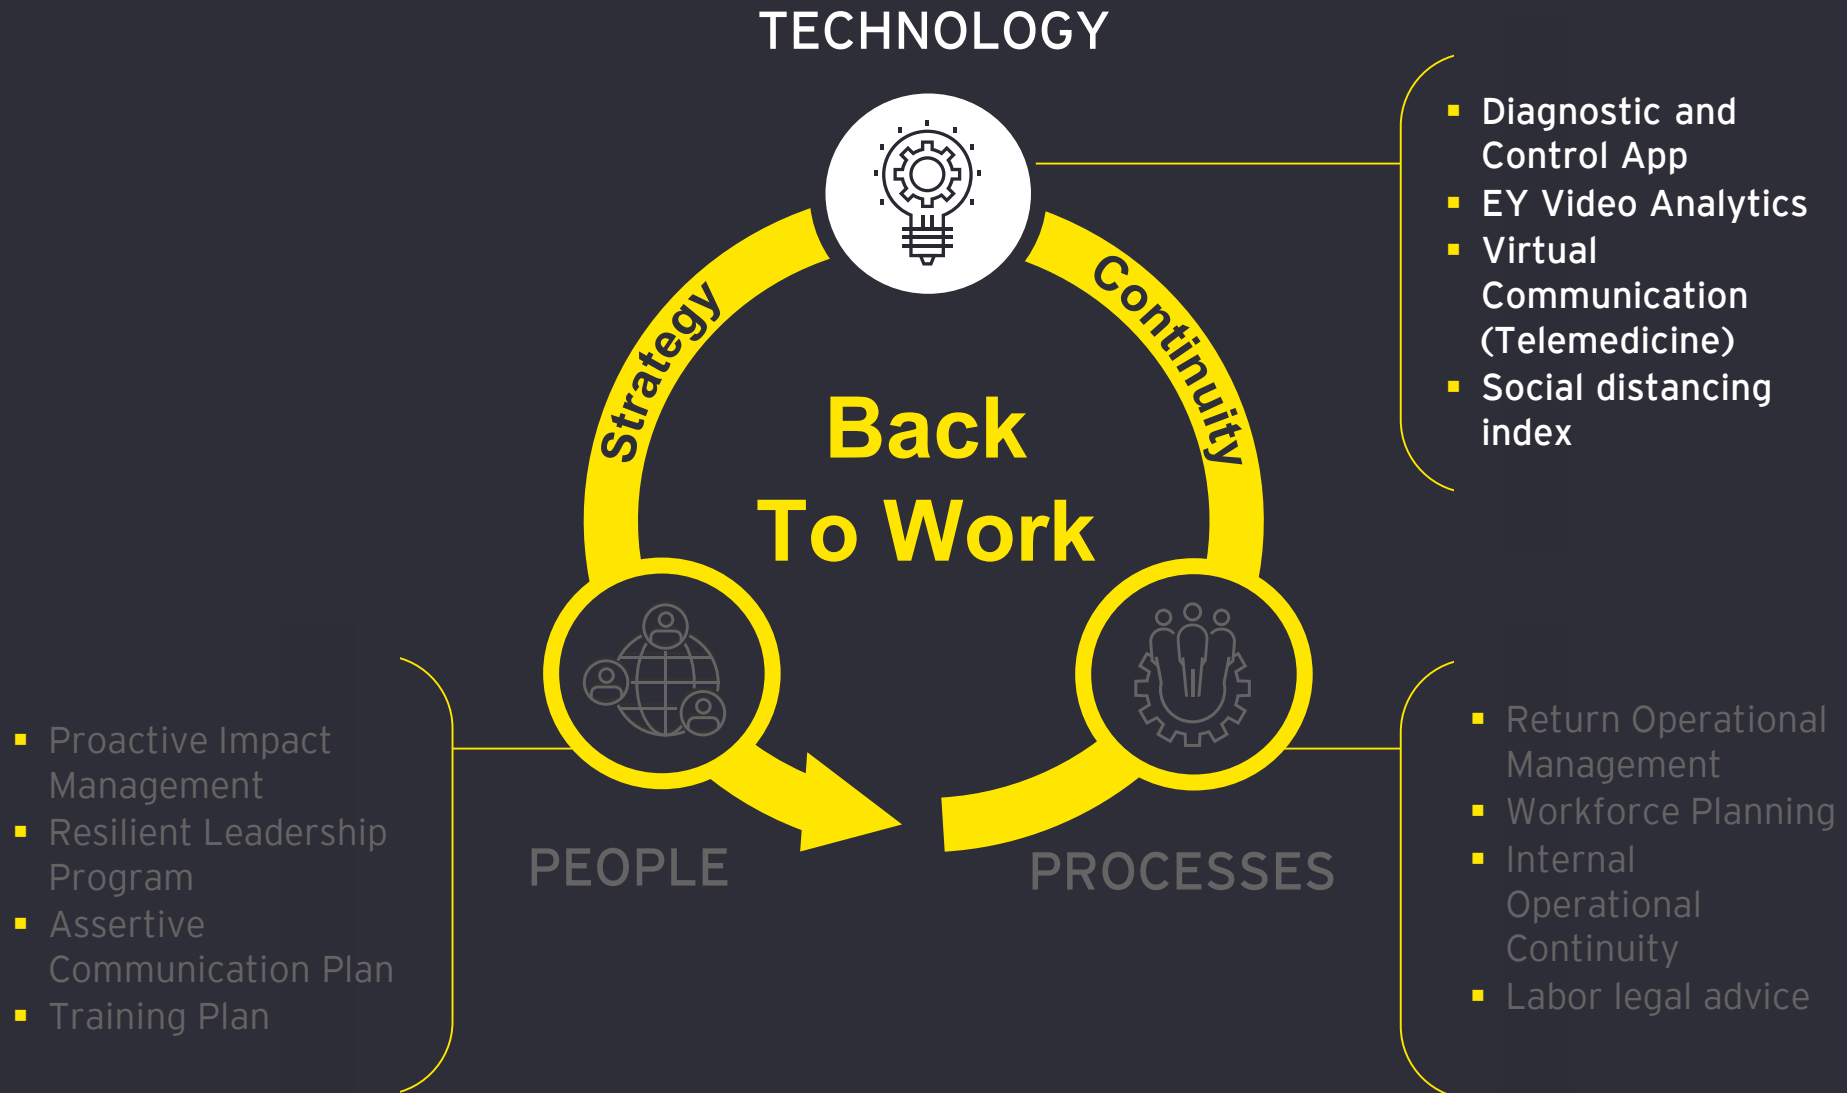 TECHNOLOGY
▪ Diagnostic and
Control App
▪ EY Video Analytics
▪ Virtual
Communication
(Telemedicine)
▪ Social distancing
index
Strategy
Continuity
Back
To Work
▪ Proactive Impact
Management
▪ Resilient Leadership
Program
▪ Assertive
Communication Plan
▪ Training Plan
PEOPLE
PROCESSES
▪ Return Operational
Management
▪ Workforce Planning
▪ Internal
Operational
Continuity
▪ Labor legal advice